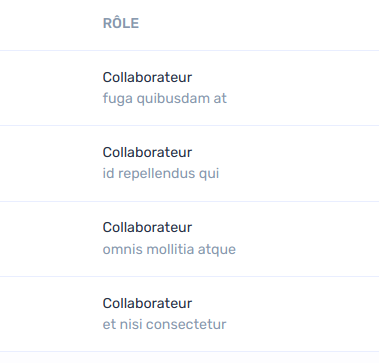 RÔLE
Collaborateur
fuga quibusdam at
Collaborateur
id repellendus qui
Collaborateur
omnis mollitia atque
Collaborateur
et nisi consectetur